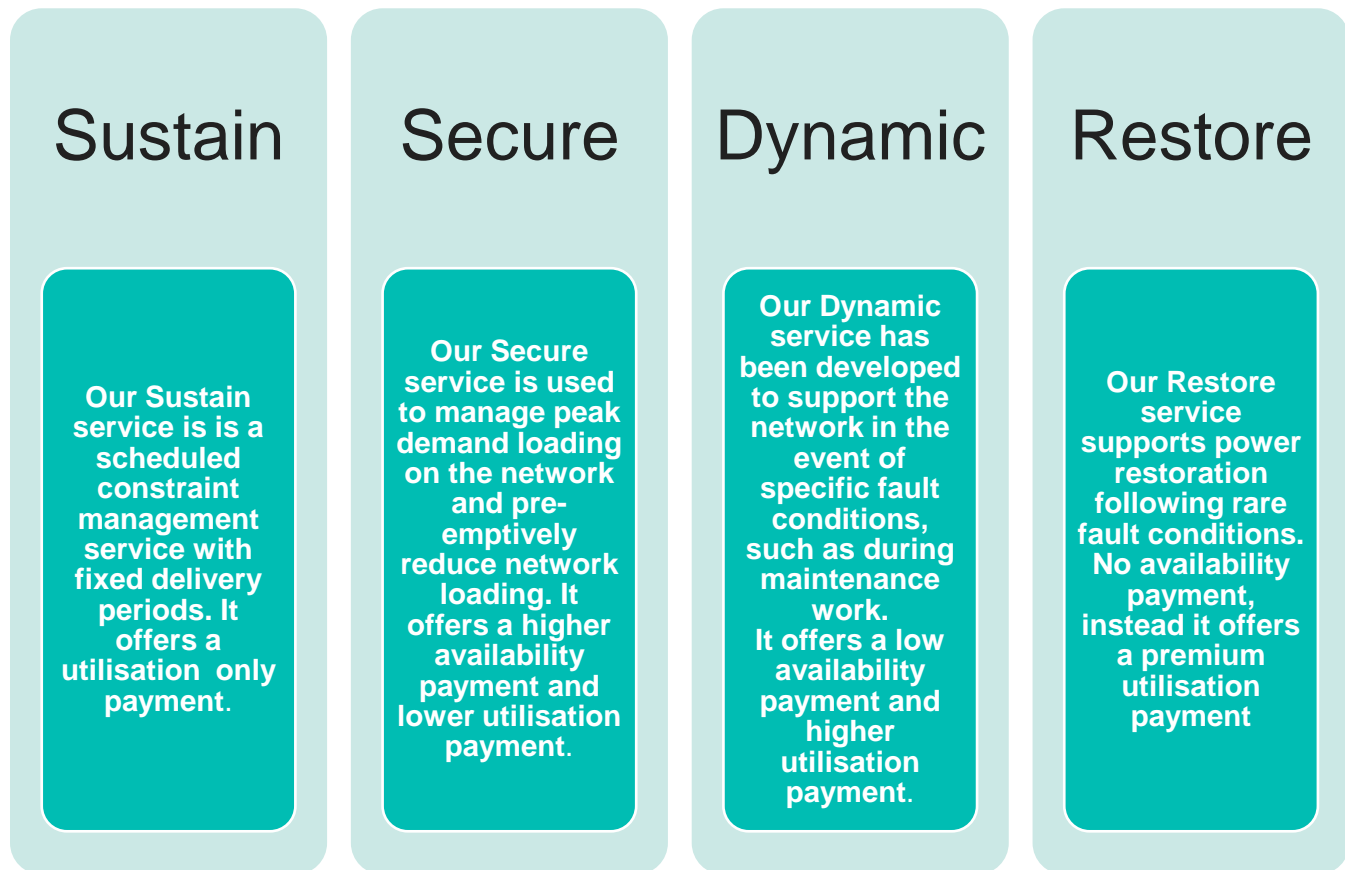 Sustain
Our Sustain
service is is a
scheduled
constraint
management
service with
fixed delivery
periods. It
offers a
utilisation  only
payment.
Secure
Our Secure
service is used
to manage peak
demand loading
on the network
and pre-
emptively
reduce network
loading. It
offers a higher
availability
payment and
lower utilisation
payment.
Dynamic
Our Dynamic
service has
been developed
to support the
network in the
event of
specific fault
conditions,
such as during
maintenance
work.
It offers a low
availability
payment and
higher
utilisation
payment.
Restore
Our Restore
service
supports power
restoration
following rare
fault conditions.
No availability
payment,
instead it offers
a premium
utilisation
payment